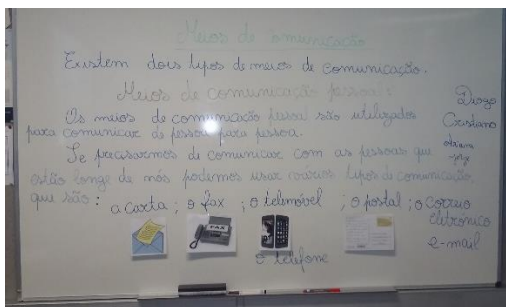 Meios de comunicação
Existem dois tipos de meios de comunicação.
Meios de comunicação pessoal:
Os meios de comunicação pessoal são utilizados
para comunicar de pessoa para pessoa.
Se precisarmos de comunicar com as pessoas que
estão longe de nós podemos usar vários tipos de comunicação,
que são: a carta; o fax; o telemóvel; o postal; o correio
eletrónico
e-mail
o telefone
FAX
Diogo
Cristiano